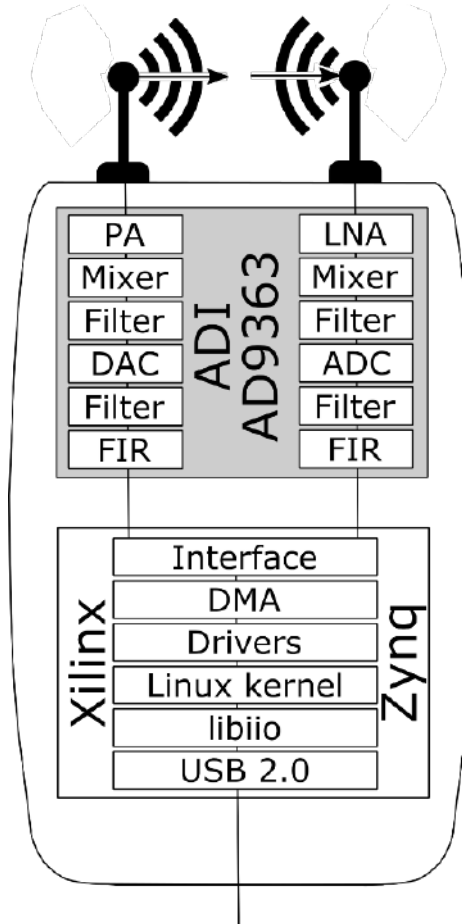 PA
Mixer
Filter
DAC
Filter
FIR
ADI
AD9363
LNA
Mixer
Filter
ADC
Filter
FIR
Xilinx
Interface
DMA
Drivers
Linux kernel
libiio
USB 2.0
Zynq